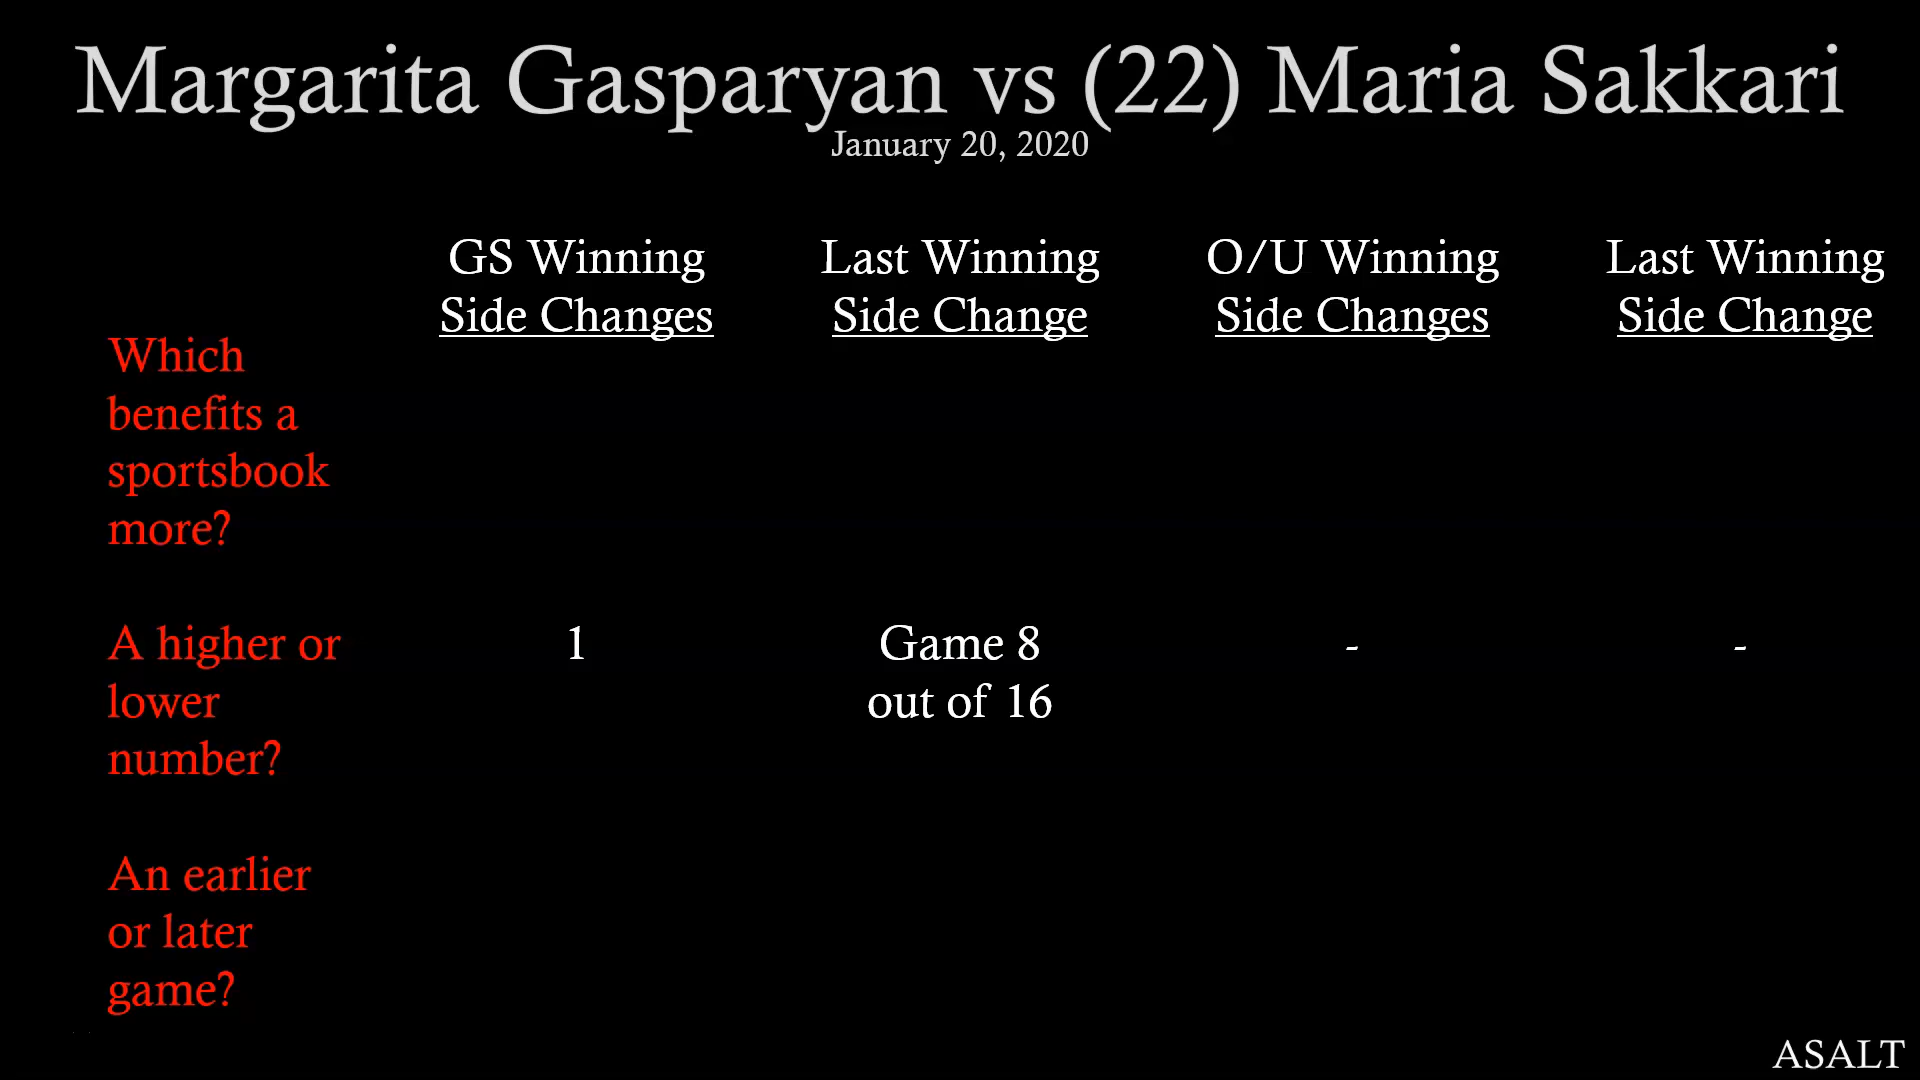 Margarita Gasparyan vs (22) Maria Sakkari
January 20, 2020
GS Winning Side Changes
Last Winning Side Change
O/U Winning Side Changes
Last Winning Side Change
Which
benefits a
sportsbook
more?
A higher or
lower
number?
1
Game 8
out of 16
-
-
An earlier
or later
game?
ASALT